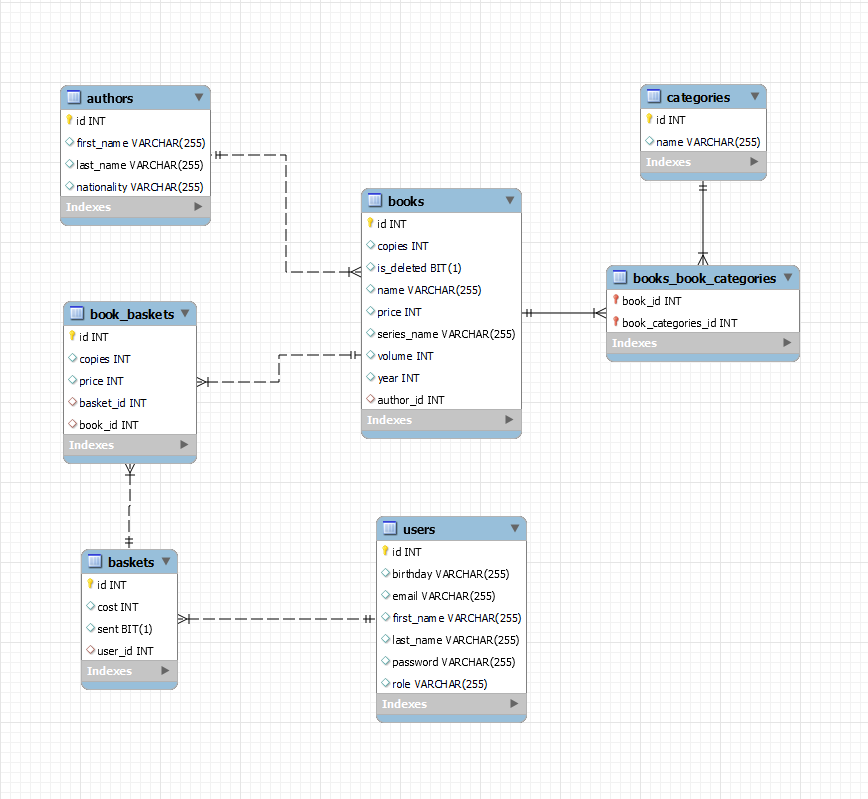 authors
id INT
first_name VARCHAR(255)
last_name VARCHAR(255)
nationality VARCHAR(255)
Indexes
categories
id INT
name VARCHAR(255)
Indexes
books
id INT
copies INT
is_deleted BIT(1)
name VARCHAR(255)
price INT
series_name VARCHAR(255)
volume INT
year INT
author_id INT
Indexes
books_book_categories
book_id INT
book_categories_id INT
Indexes
book_baskets
id INT
copies INT
price INT
basket_id INT
book_id INT
Indexes
baskets
id INT
cost INT
sent BIT(1)
user_id INT
Indexes
users
id INT
birthday VARCHAR(255)
email VARCHAR(255)
first_name VARCHAR(255)
last_name VARCHAR(255)
password VARCHAR(255)
role VARCHAR(255)
Indexes